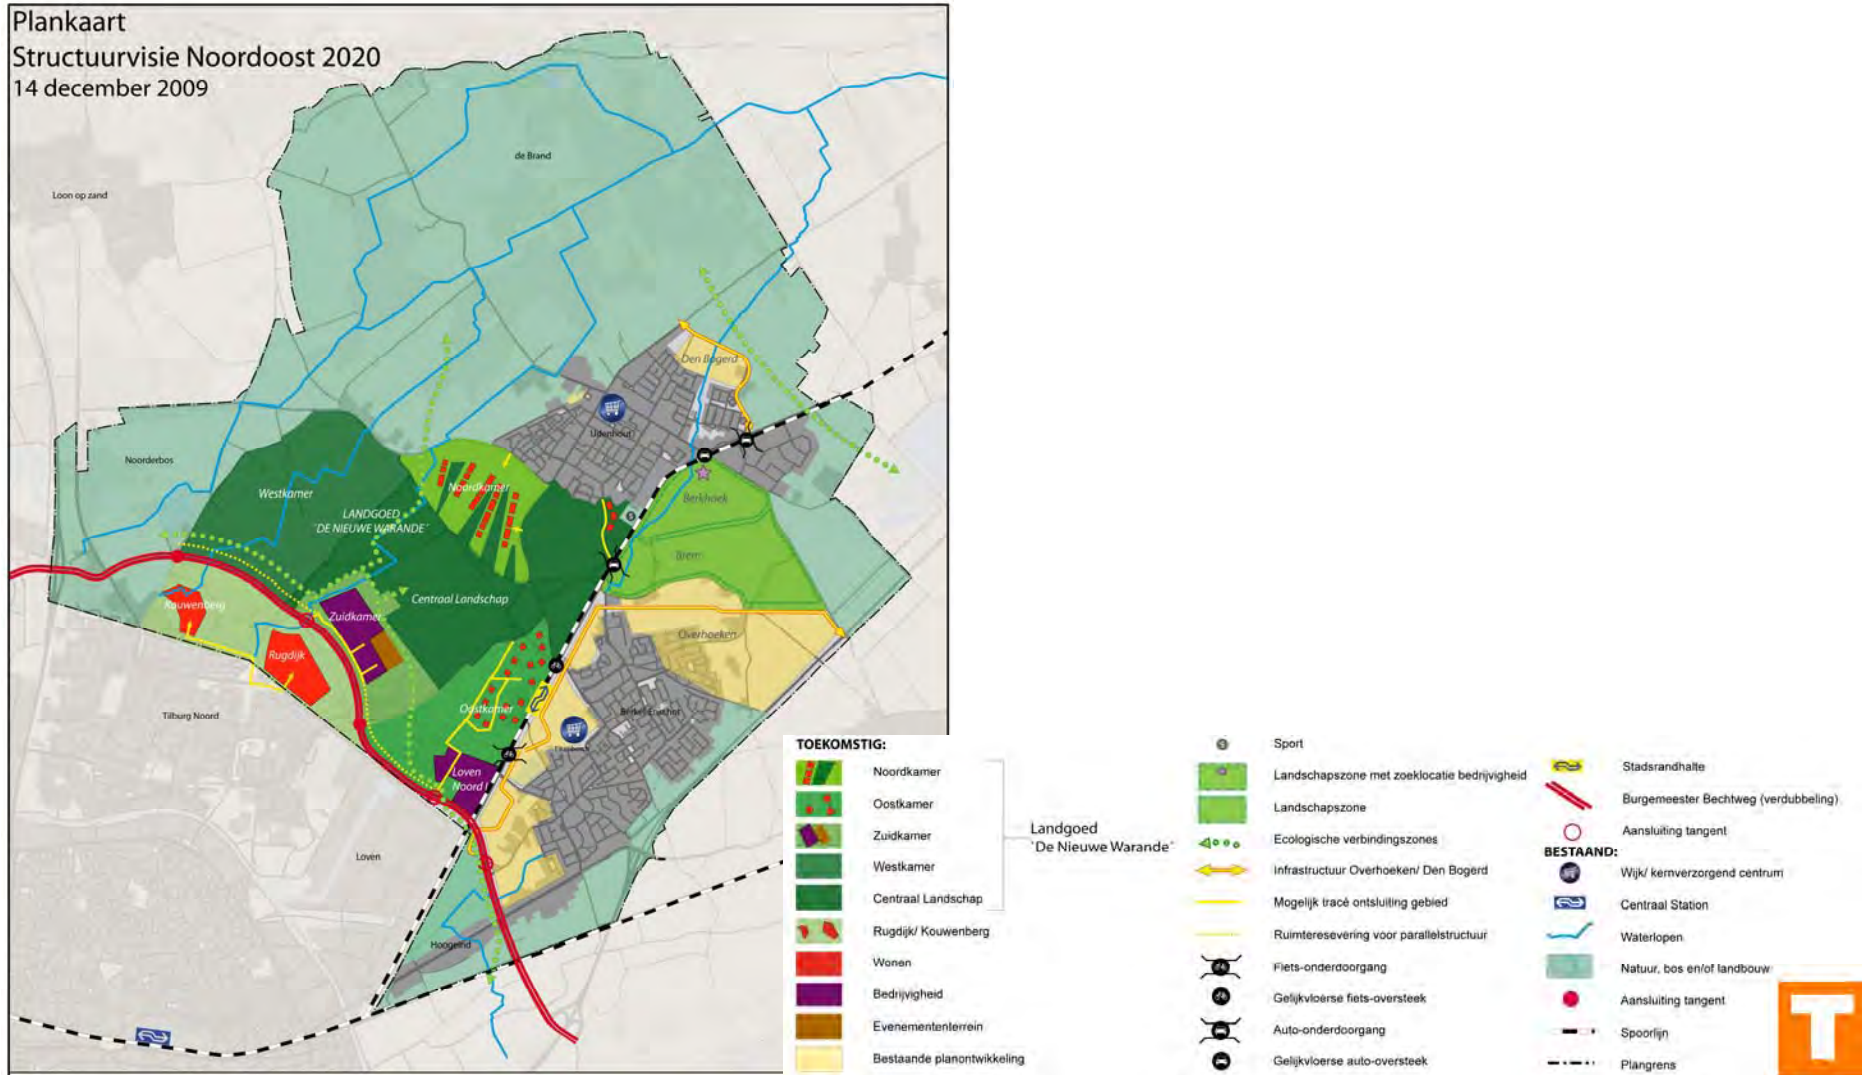 Plankaart
Structuurvisie Noordoost 2020
14 december 2009
de Brand
Loon op zand
Den Bogerd
Udenhout
Noorderbos
Westkamer
Noordkamer
LANDGOED
'DE NIEUWE WARANDE'
Berkhoek
Brem
Centraal Landschap
Kouwenberg
Zuidkamer
Overhoeken
Rugdijk
Tilburg Noord
Oostkamer
Berkel-Enschot
Loven
Noord I
Loven
Hoogeind
TOEKOMSTIG:
Noordkamer
Oostkamer
Zuidkamer
Westkamer
Centraal Landschap
Landgoed
'De Nieuwe Warande'
Rugdijk/ Kouwenberg
Wonen
Bedrijvigheid
Evenemententerrein
Bestaande planontwikkeling
Sport
Landschapszone met zoeklocatie bedrijvigheid
Landschapszone
Ecologische verbindingszones
Infrastructuur Overhoeken/ Den Bogerd
Mogelijk tracé ontsluiting gebied
Ruimteresevering voor parallelstructuur
Fiets-onderdoorgang
Gelijkvloerse fiets-oversteek
Auto-onderdoorgang
Gelijkvloerse auto-oversteek
Stadsrandhalte
Burgemeester Bechtweg (verdubbeling)
Aansluiting tangent
BESTAAND:
Wijk/ kernverzorgend centrum
Centraal Station
Waterlopen
Natuur, bos en/of landbouw
Aansluiting tangent
Spoorlijn
Plangrens
T